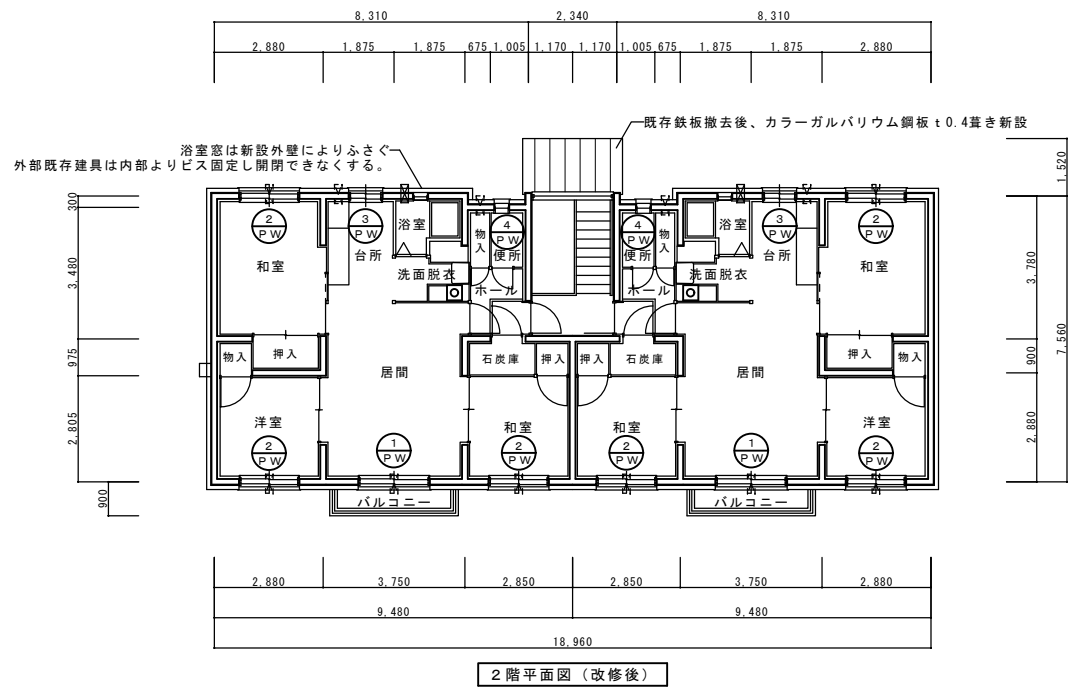 8,310 2,340 8,310
2,880 1,875 1,875 675 1,005 1,170 1,170 1,005 675 1,875 1,875 2,880
既存鉄板撤去後、カラーガルバリウム鋼板 t0.4葺き新設
浴室窓は新設外壁によりふさぐ
外部既存建具は内部よりビス固定し開閉できなくする。
1,520
300
3,480
975
2,805
900
3,780
900
2,880
7,560
2 PW
和室
3 PW
台所
浴室
洗面脱衣
物入
4 PW
便所
ホール
4 PW
便所
物入
ホール
浴室
洗面脱衣
3 PW
台所
2 PW
和室
物入
押入
居間
石炭庫
押入
押入
石炭庫
居間
押入
物入
洋室
2 PW
1 PW
和室
2 PW
和室
2 PW
1 PW
洋室
2 PW
バルコニー
バルコニー
2,880 3,750 2,850 2,850 3,750 2,880
9,480 9,480
18,960
2階平面図(改修後)